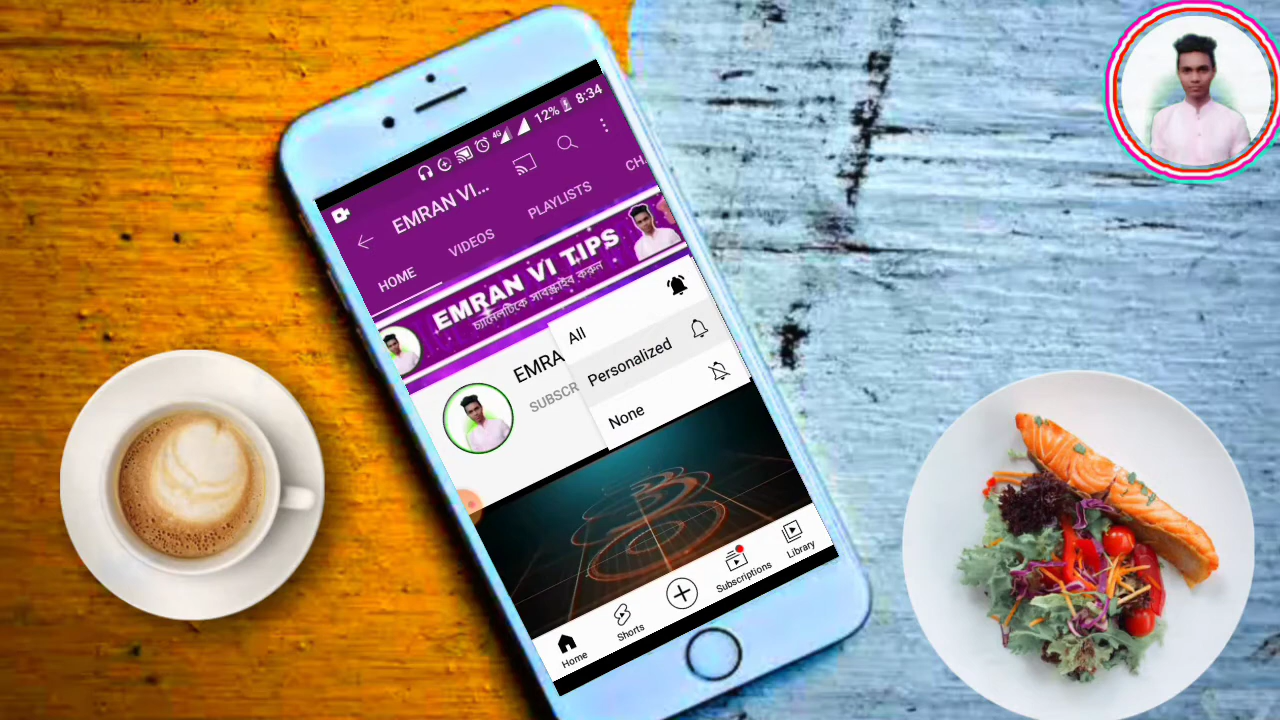 4G 12% 8:34
EMRAN VI...
HOME VIDEOS PLAYLISTS CH
EMRAN VI TIPS
চ্যানেলটিকে সাবস্ক্রাইব করুন
EMRA
SUBSCR
All
Personalized
None
Home Shorts Subscriptions Library